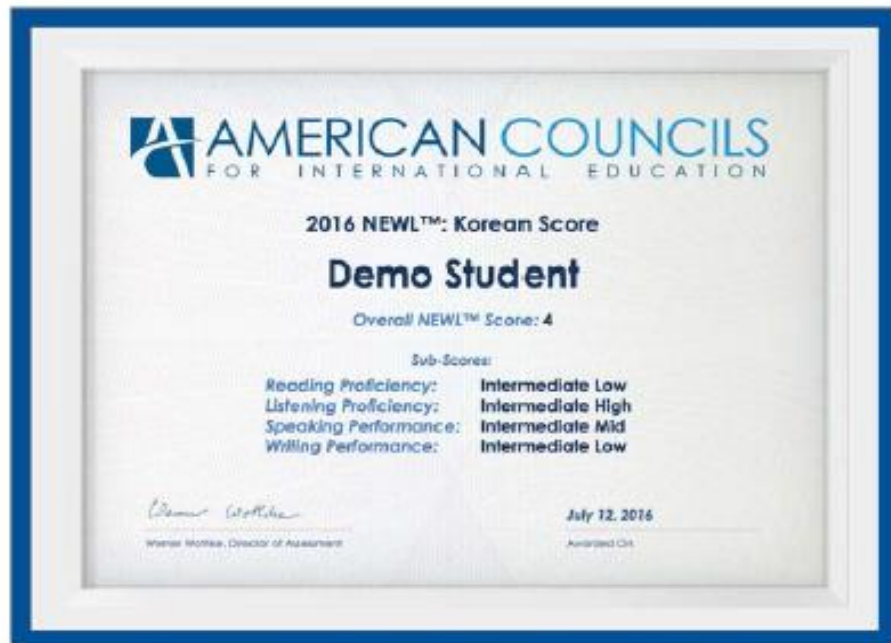 AMERICAN COUNCILS
FOR INTERNATIONAL EDUCATION
2016 NEWL™: Korean Score
Demo Student
Overall NEWL™ Score: 4
Sub-Scores:
Reading Proficiency: Intermediate Low
Listening Proficiency: Intermediate High
Speaking Performance: Intermediate Mid
Writing Performance: Intermediate Low
July 12, 2016
Director of Assessment
Awarded On